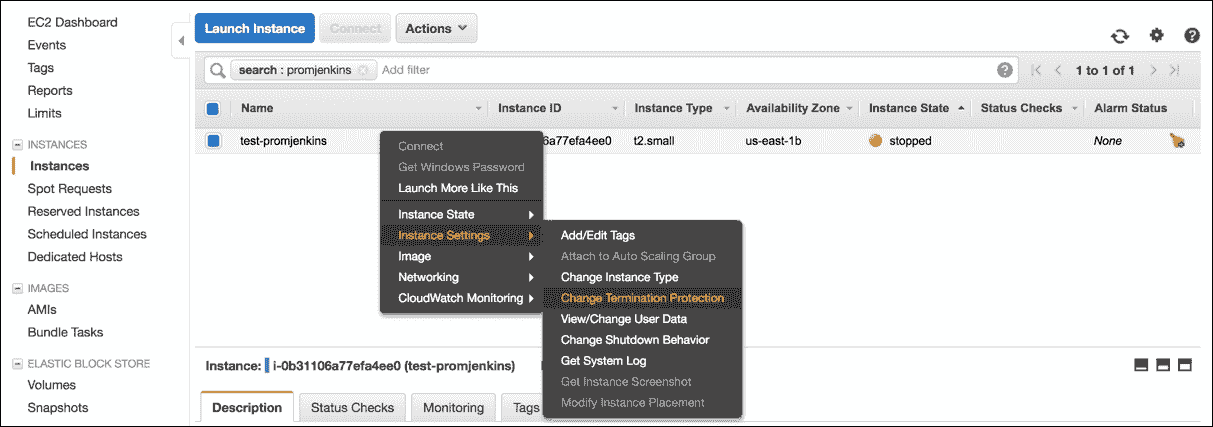 EC2 Dashboard
Events
Tags
Reports
Limits
INSTANCES
Instances
Spot Requests
Reserved Instances
Scheduled Instances
Dedicated Hosts
IMAGES
AMIs
Bundle Tasks
ELASTIC BLOCK STORE
Volumes
Snapshots
Launch Instance Connect Actions
search : promjenkins Add filter 1 to 1 of 1
Name Instance ID Instance Type Availability Zone Instance State Status Checks Alarm Status
test-promjenkins 6a77efa4ee0 t2.small us-east-1b stopped None
Connect
Get Windows Password
Launch More Like This
Instance State
Instance Settings
Image
Networking
CloudWatch Monitoring
Add/Edit Tags
Attach to Auto Scaling Group
Change Instance Type
Change Termination Protection
View/Change User Data
Change Shutdown Behavior
Get System Log
Get Instance Screenshot
Modify Instance Placement
Instance: i-0b31106a77efa4ee0 (test-promjenkins)
Description Status Checks Monitoring Tags